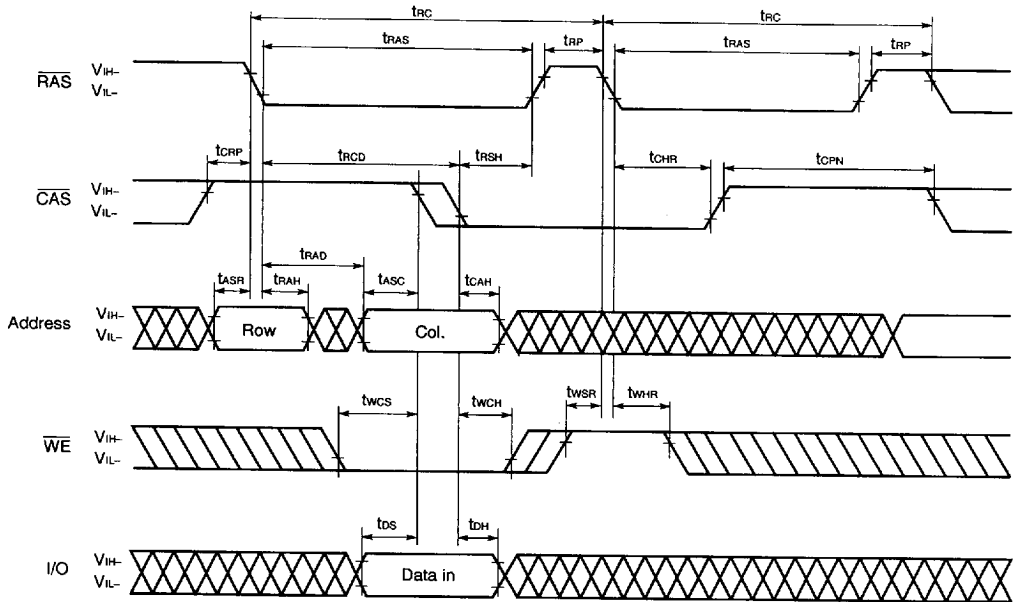 tRC tRC
tRAS tRP tRAS tRP
RAS VIH– VIL–
tCRP tRCD tRSH tCHR tCPN
CAS VIH– VIL–
tRAD
tASR tRAH tASC tCAH
Address VIH– VIL– Row Col.
tWCS tWCH tWSR tWHR
WE VIH– VIL–
tDS tDH
I/O VIH– VIL– Data in